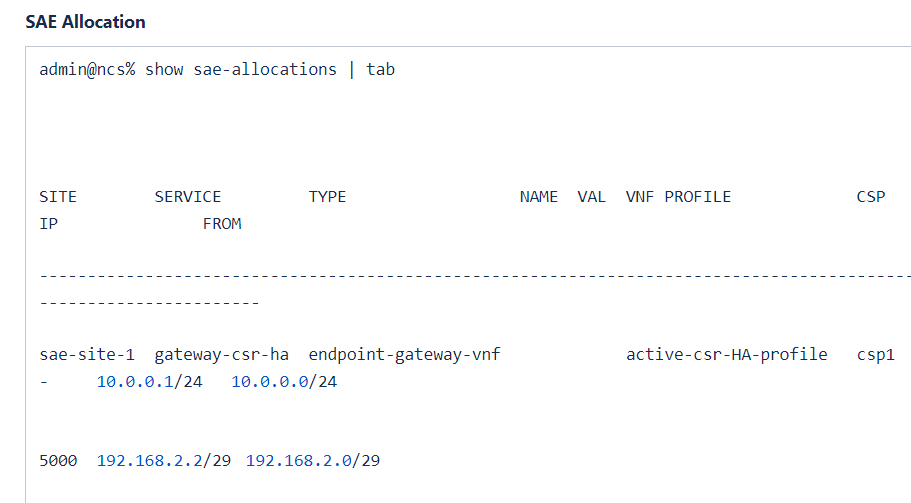 SAE Allocation
admin@ncs% show sae-allocations | tab
SITE        SERVICE         TYPE                  NAME  VAL  VNF PROFILE             CSP
IP               FROM
-------------------------------------------------------------------------------------------
-----------------------
sae-site-1  gateway-csr-ha  endpoint-gateway-vnf             active-csr-HA-profile   csp1
-     10.0.0.1/24   10.0.0.0/24
5000  192.168.2.2/29  192.168.2.0/29